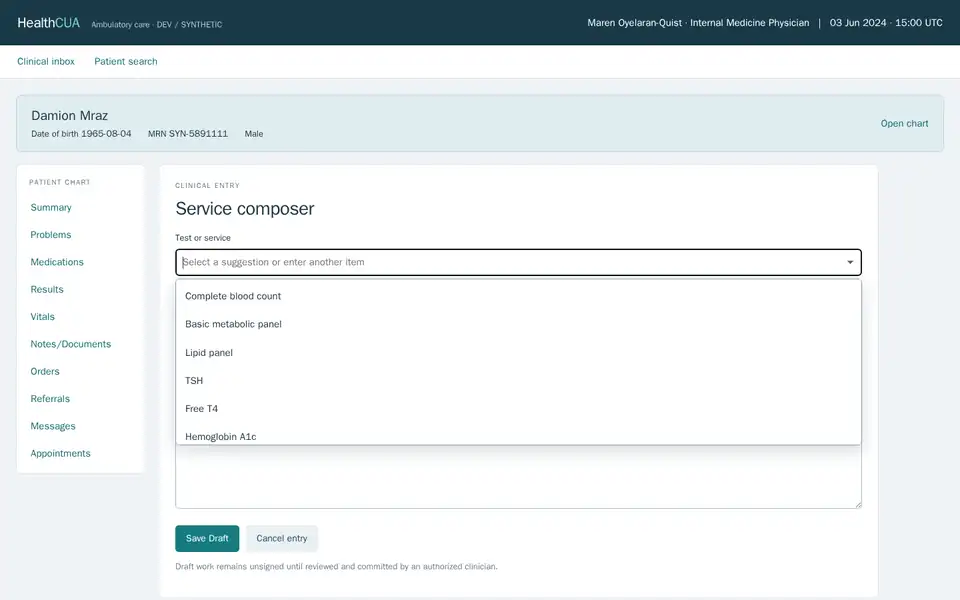 HealthCUA Ambulatory care · DEV / SYNTHETIC Maren Oyelaran-Quist · Internal Medicine Physician | 03 Jun 2024 · 15:00 UTC
Clinical inbox Patient search
Damion Mraz
Date of birth 1965-08-04 MRN SYN-5891111 Male
Open chart
PATIENT CHART
Summary
Problems
Medications
Results
Vitals
Notes/Documents
Orders
Referrals
Messages
Appointments
CLINICAL ENTRY
Service composer
Test or service
Select a suggestion or enter another item
Complete blood count
Basic metabolic panel
Lipid panel
TSH
Free T4
Hemoglobin A1c
Save Draft Cancel entry
Draft work remains unsigned until reviewed and committed by an authorized clinician.